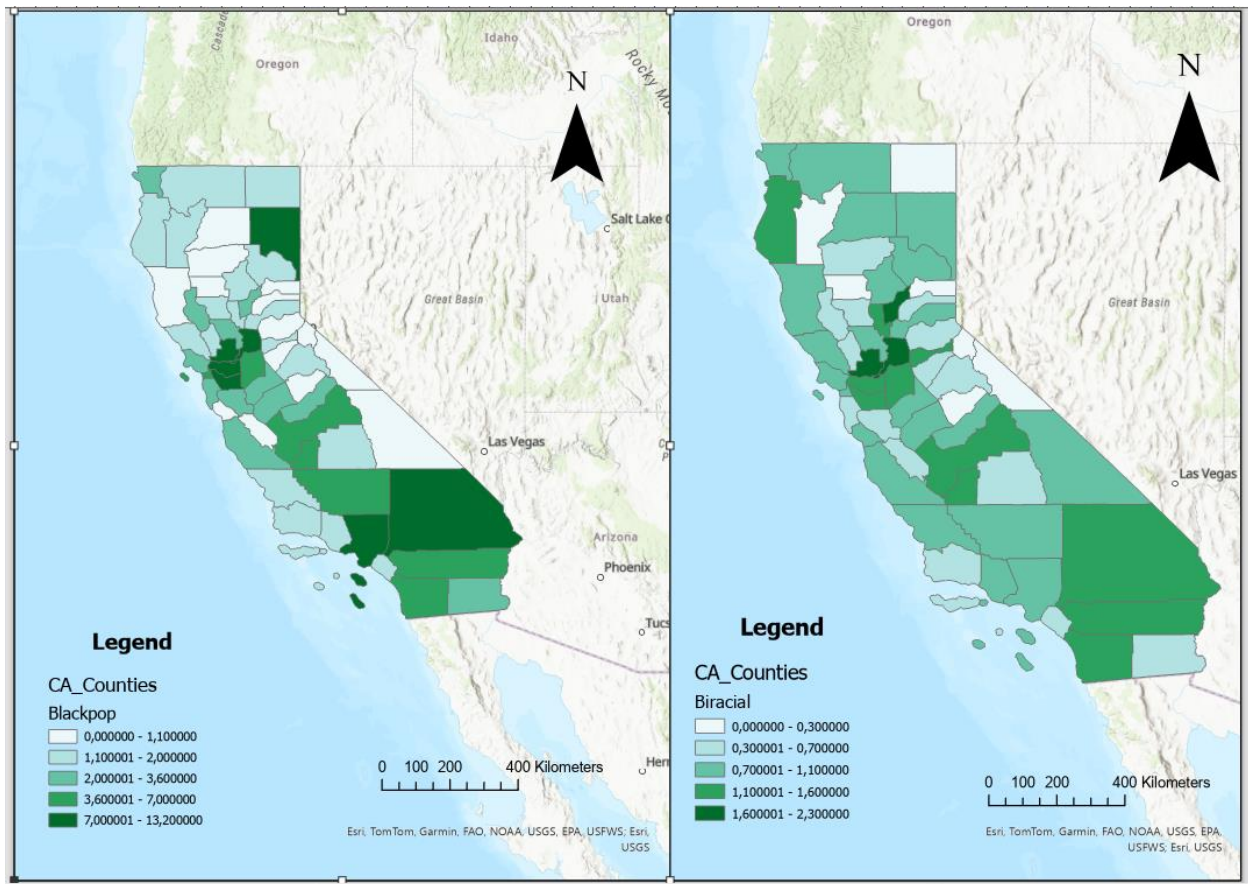 Cascade
Idaho
Oregon
Rocky Mo
N
Salt Lake C
Great Basin
Utah
Las Vegas
Arizona
Phoenix
Tucs
Legend
CA_Counties
Blackpop
0,000000 - 1,100000
1,100001 - 2,000000
2,000001 - 3,600000
3,600001 - 7,000000
7,000001 - 13,200000
0 100 200 400 Kilometers
Her
Esri, TomTom, Garmin, FAO, NOAA, USGS, EPA, USFWS; Esri,
USGS
Oregon
N
Great Basin
Las Vegas
Legend
CA_Counties
Biracial
0,000000 - 0,300000
0,300001 - 0,700000
0,700001 - 1,100000
1,100001 - 1,600000
1,600001 - 2,300000
0 100 200 400 Kilometers
Esri, TomTom, Garmin, FAO, NOAA, USGS, EPA,
USFWS; Esri, USGS